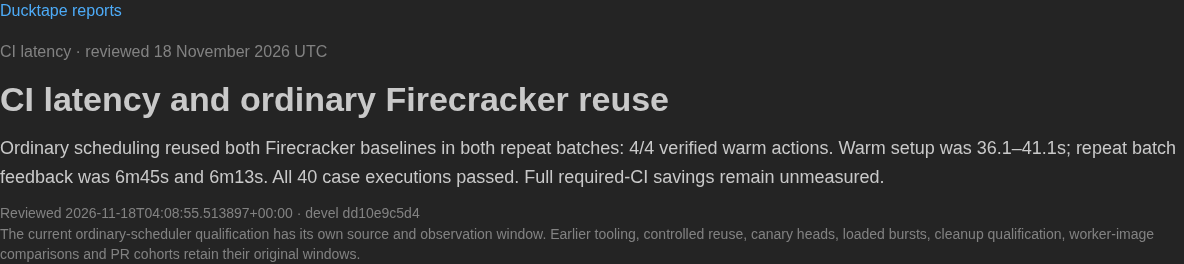 Ducktape reports
CI latency · reviewed 18 November 2026 UTC
CI latency and ordinary Firecracker reuse
Ordinary scheduling reused both Firecracker baselines in both repeat batches: 4/4 verified warm actions. Warm setup was 36.1–41.1s; repeat batch
feedback was 6m45s and 6m13s. All 40 case executions passed. Full required-CI savings remain unmeasured.
Reviewed 2026-11-18T04:08:55.513897+00:00 · devel dd10e9c5d4
The current ordinary-scheduler qualification has its own source and observation window. Earlier tooling, controlled reuse, canary heads, loaded bursts, cleanup qualification, worker-image
comparisons and PR cohorts retain their original windows.